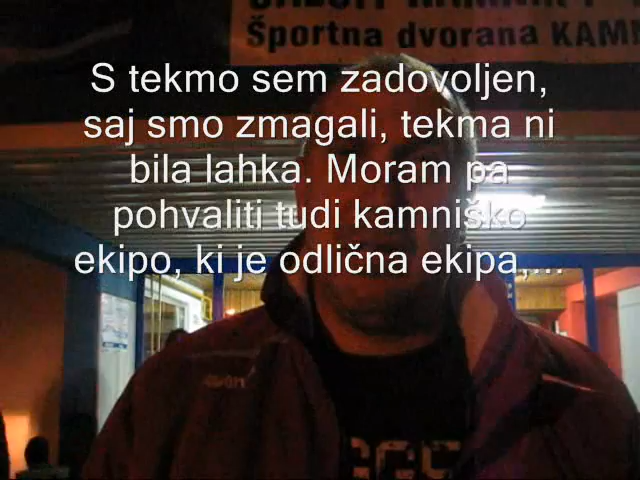 Športna dvorana KAM
S tekmo sem zadovoljen,
saj smo zmagali, tekma ni
bila lahka. Moram pa
pohvaliti tudi kamniško
ekipo, ki je odlična ekipa,...